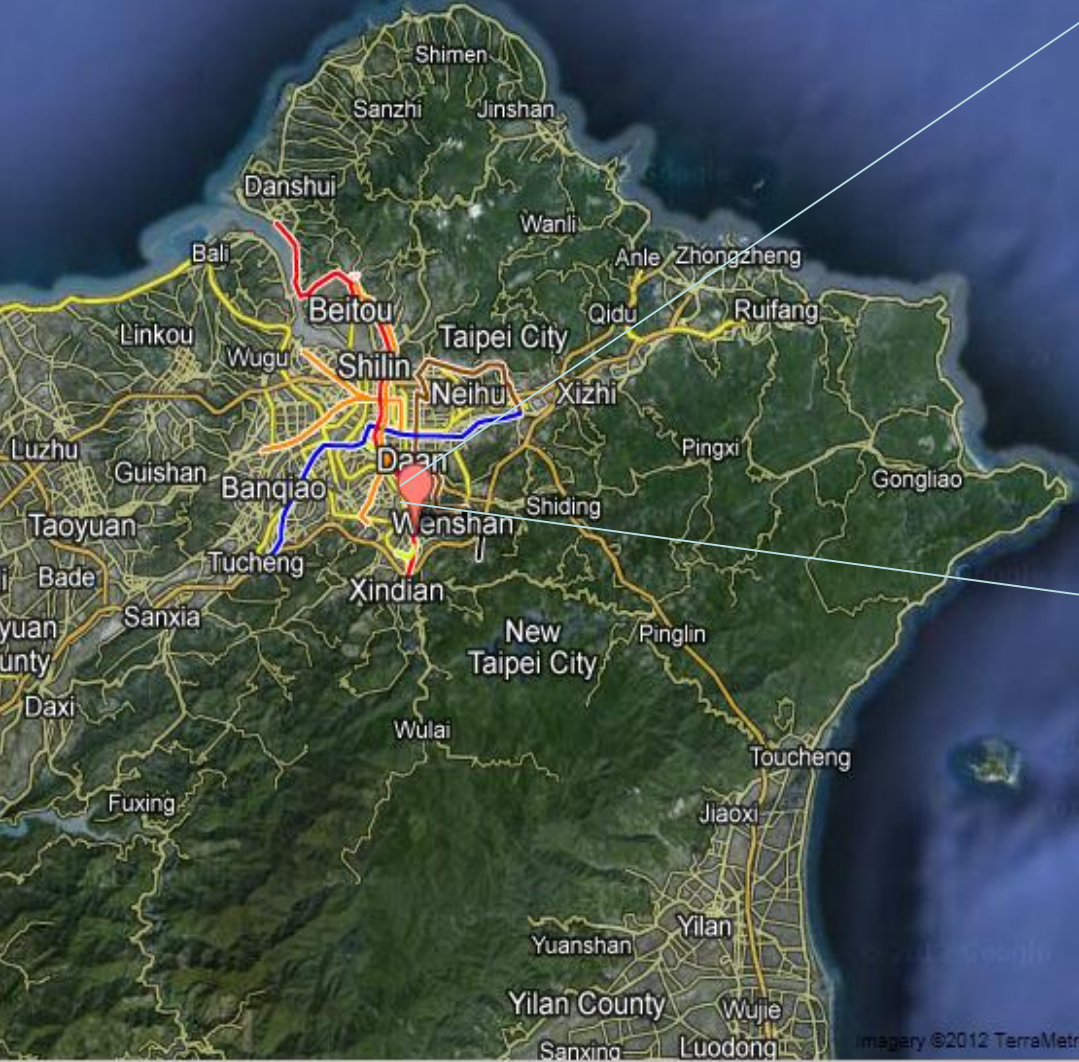 Shimen
Sanzhi
Jinshan
Danshui
Wanli
Bali
Anle
Zhongzheng
Beitou
Qidu
Ruifang
Linkou
Taipei City
Wugu
Shilin
Neihu
Xizhi
Luzhu
Daan
Pingxi
Guishan
Banqiao
Gongliao
Taoyuan
Wenshan
Shiding
Tucheng
Bade
Xindian
Sanxia
yuan
unty
New
Taipei City
Pinglin
Daxi
Wulai
Toucheng
Fuxing
Jiaoxi
Yilan
Yuanshan
Yilan County
Wujie
Imagery ©2012 TerraMetr
Sanxing
Luodong